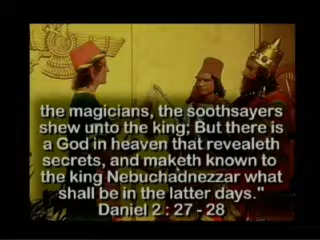 the magicians, the soothsayers
shew unto the king; But there is
a God in heaven that revealeth
secrets, and maketh known to
the king Nebuchadnezzar what
shall be in the latter days."
Daniel 2 : 27 - 28